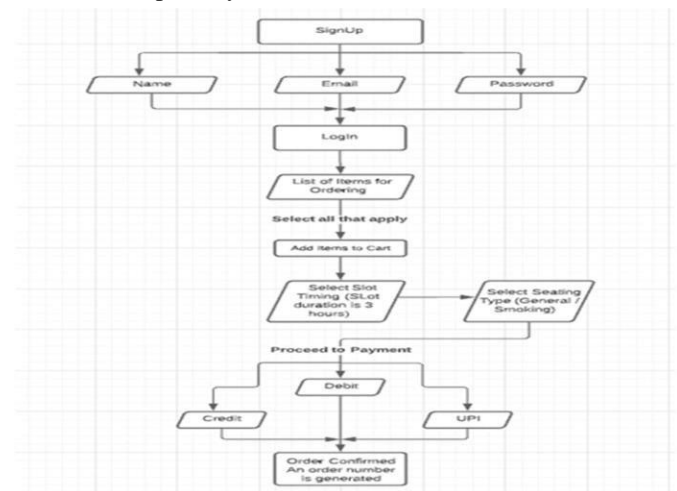 SignUp
Name
Email
Password
LogIn
List of Items for
Ordering
Select all that apply
Add Items to Cart
Select Slot
Timing (SLot
duration is 3
hours)
Select Seating
Type (General /
Smoking)
Proceed to Payment
Debit
Credit
UPI
Order Confirmed
An order number
is generated